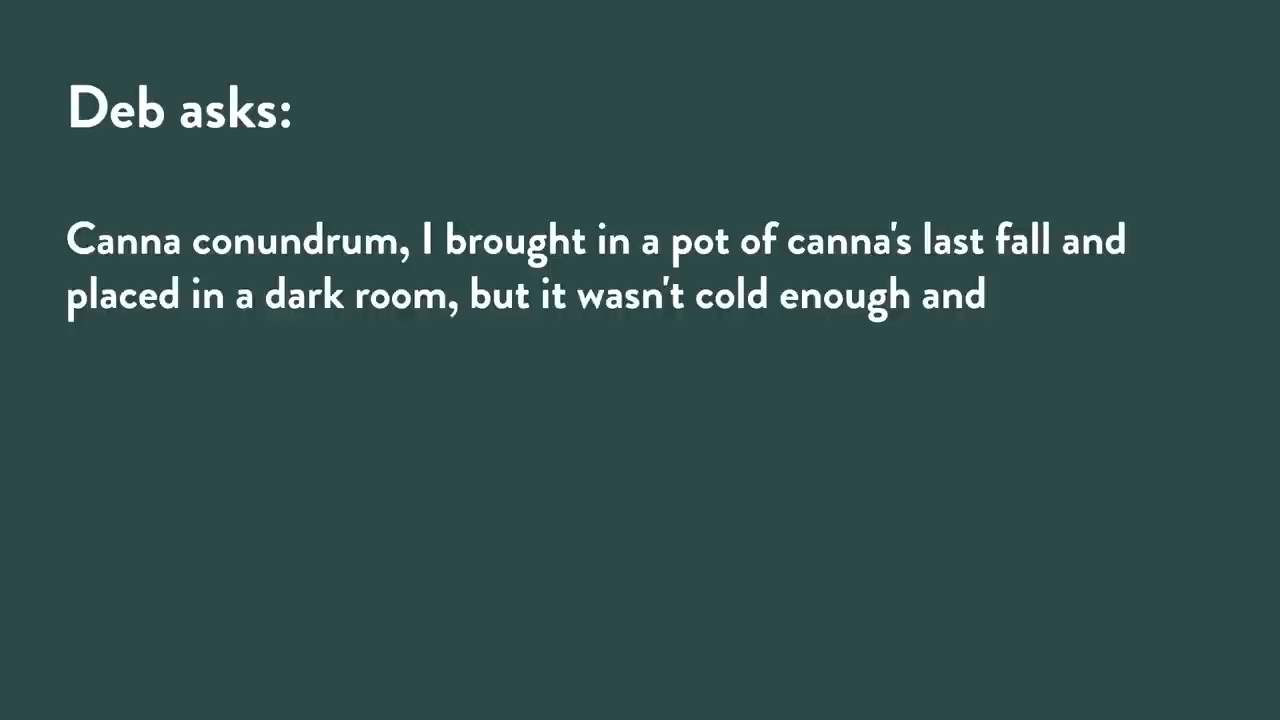 Deb asks:
Canna conundrum, I brought in a pot of canna's last fall and
placed in a dark room, but it wasn't cold enough and